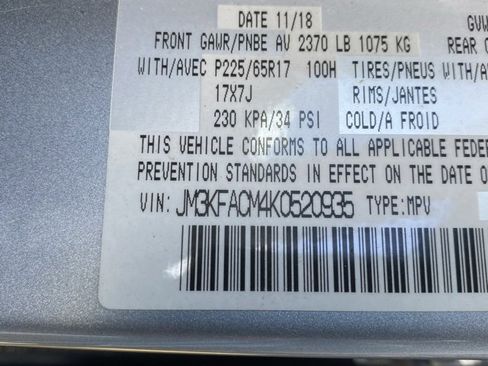 DATE 11/18 GVW
FRONT GAWR/PNBE AV 2370 LB 1075 KG REAR
WITH/AVEC P225/65R17 100H TIRES/PNEUS WITH/AV
17X7J RIMS/JANTES
230 KPA/34 PSI COLD/A FROID
THIS VEHICLE CONFORMS TO ALL APPLICABLE FEDE
PREVENTION STANDARDS IN EFFECT ON THE DATE O
VIN: JM3KFACM4K0520935 TYPE:MPV